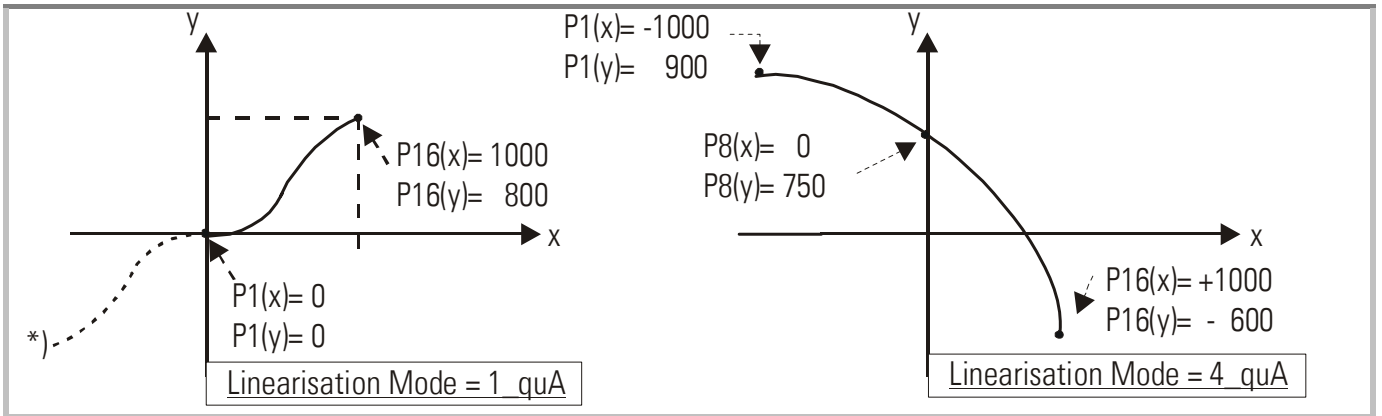 y
P16(x)= 1000
P16(y)= 800
x
P1(x)= 0
P1(y)= 0
*)
Linearisation Mode = 1_quA
P1(x)= -1000
P1(y)= 900
y
P8(x)= 0
P8(y)= 750
x
P16(x)= +1000
P16(y)= - 600
Linearisation Mode = 4_quA